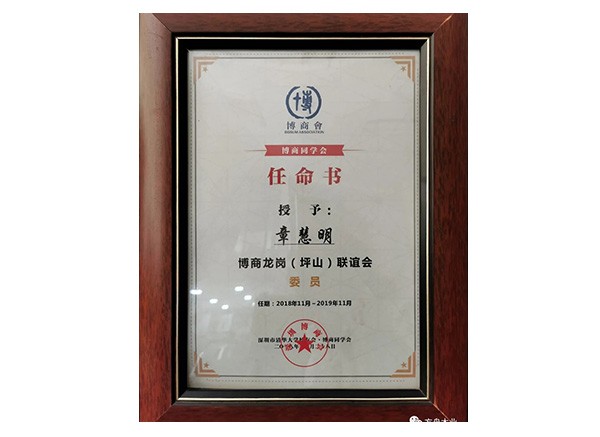 博
博商會
博商同学会
任命书
授 予：
章慧明
博商龙岗（坪山）联谊会
委 员
任期：2018年11月－2019年11月